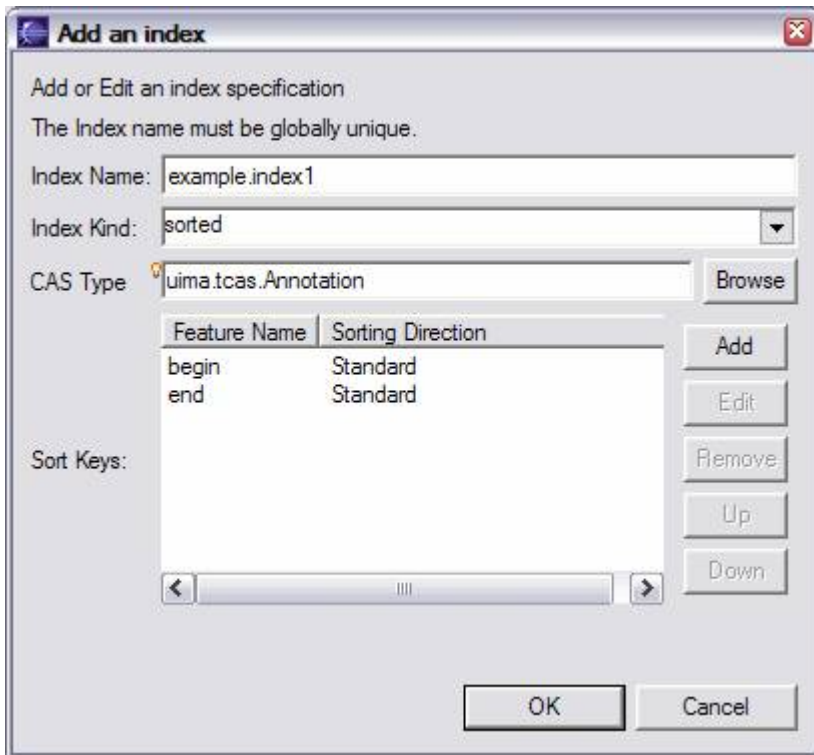 Add an index
Add or Edit an index specification
The Index name must be globally unique.
Index Name: example.index1
Index Kind: sorted
CAS Type uima.tcas.Annotation Browse
Feature Name Sorting Direction
begin Standard
end Standard
Sort Keys:
Add
Edit
Remove
Up
Down
OK Cancel